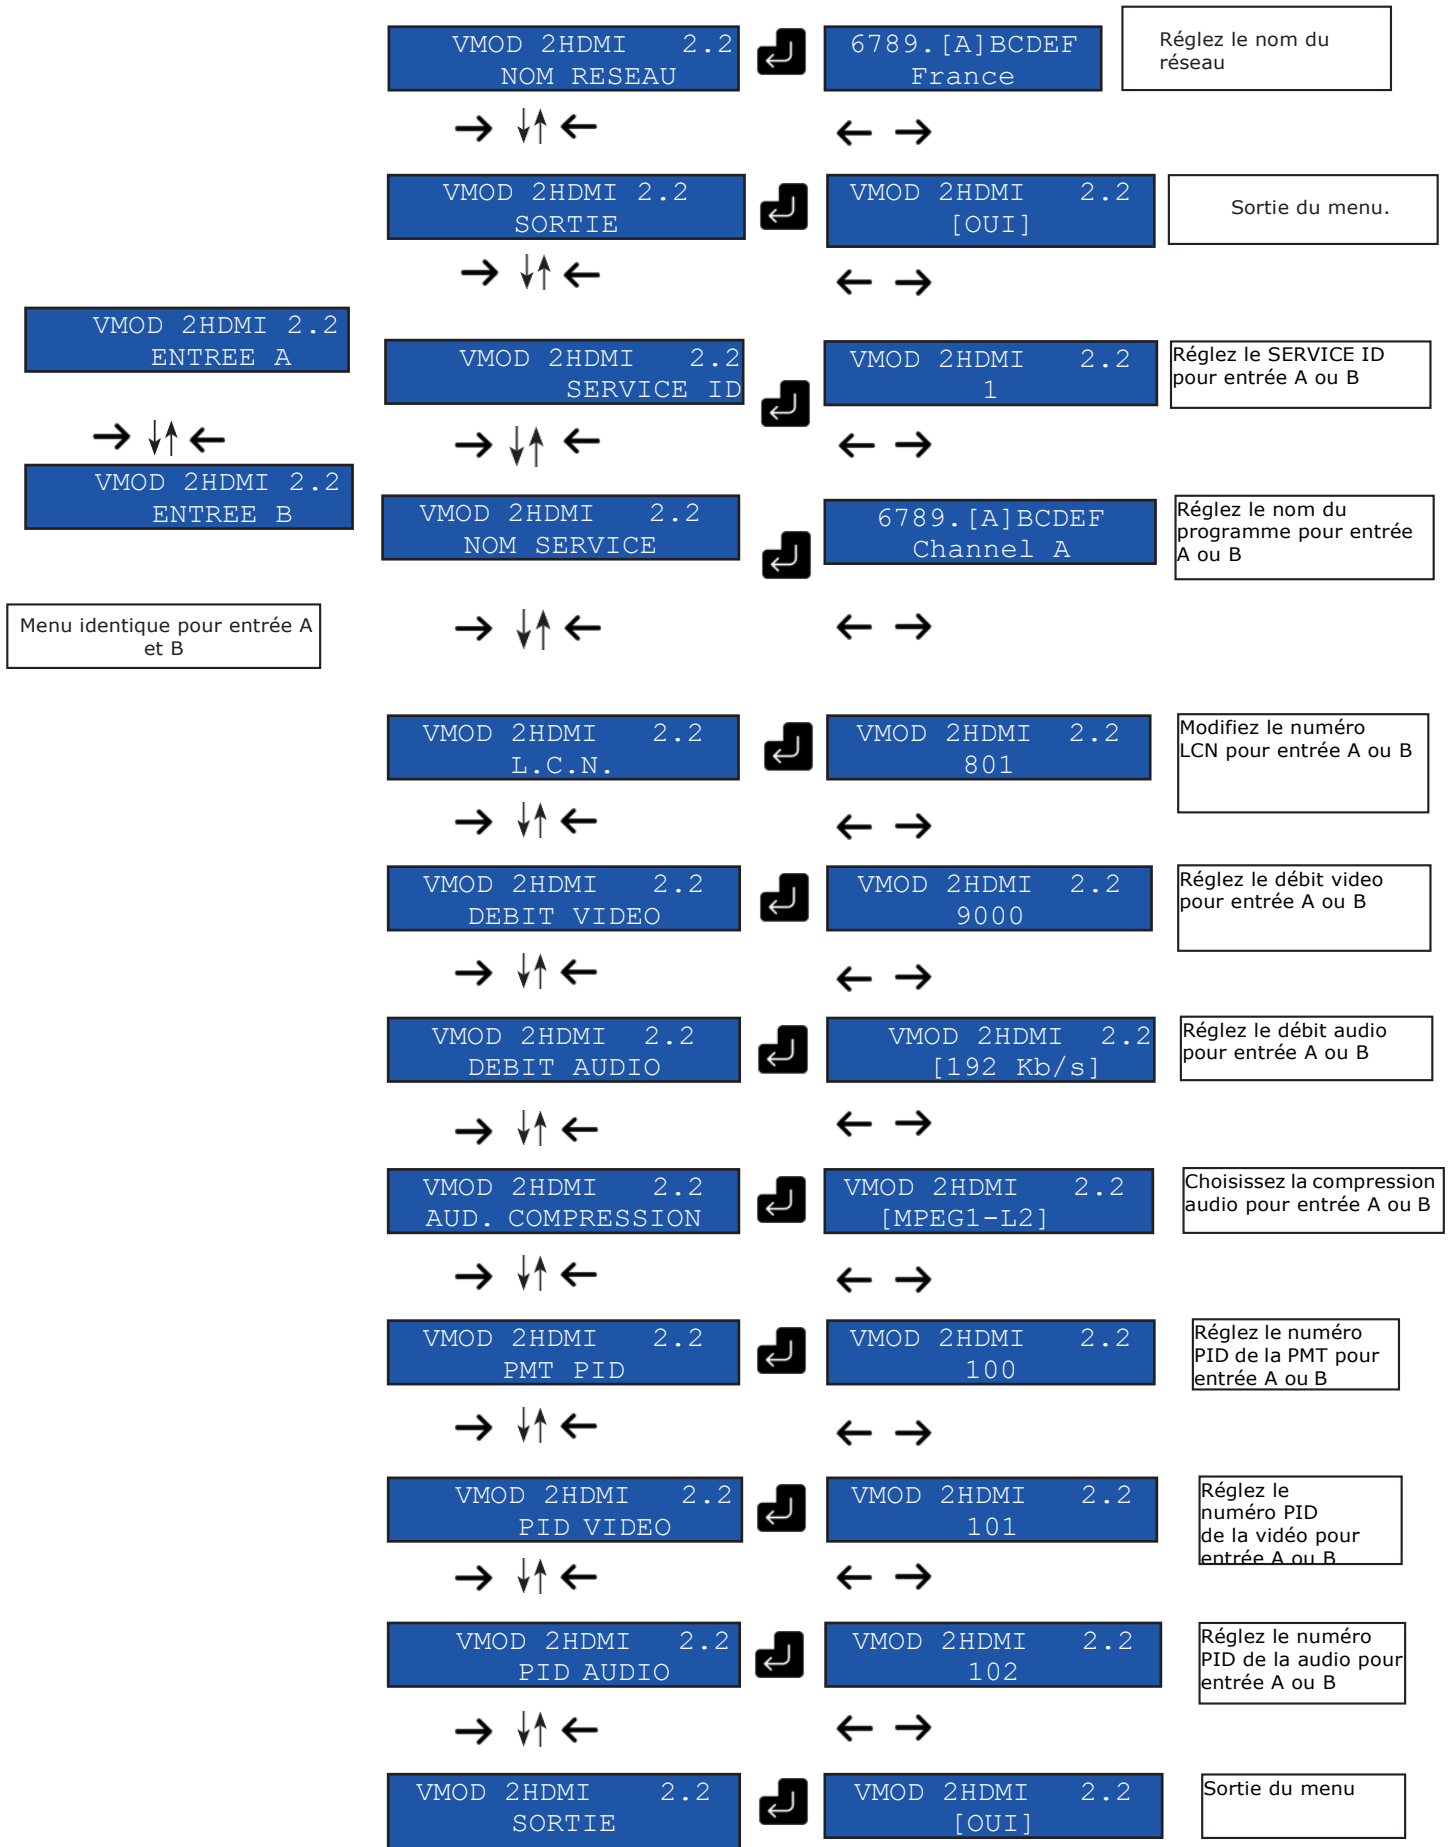 VMOD 2HDMI 2.2
NOM RESEAU
6789.[A]BCDEF
France
Réglez le nom du
réseau
VMOD 2HDMI 2.2
SORTIE
VMOD 2HDMI 2.2
[OUI]
Sortie du menu.
VMOD 2HDMI 2.2
ENTREE A
VMOD 2HDMI 2.2
SERVICE ID
VMOD 2HDMI 2.2
1
Réglez le SERVICE ID
pour entrée A ou B
VMOD 2HDMI 2.2
ENTREE B
VMOD 2HDMI 2.2
NOM SERVICE
6789.[A]BCDEF
Channel A
Réglez le nom du
programme pour entrée
A ou B
Menu identique pour entrée A
et B
VMOD 2HDMI 2.2
L.C.N.
VMOD 2HDMI 2.2
801
Modifiez le numéro
LCN pour entrée A ou B
VMOD 2HDMI 2.2
DEBIT VIDEO
VMOD 2HDMI 2.2
9000
Réglez le débit video
pour entrée A ou B
VMOD 2HDMI 2.2
DEBIT AUDIO
VMOD 2HDMI 2.2
[192 Kb/s]
Réglez le débit audio
pour entrée A ou B
VMOD 2HDMI 2.2
AUD. COMPRESSION
VMOD 2HDMI 2.2
[MPEG1-L2]
Choisissez la compression
audio pour entrée A ou B
VMOD 2HDMI 2.2
PMT PID
VMOD 2HDMI 2.2
100
Réglez le numéro
PID de la PMT pour
entrée A ou B
VMOD 2HDMI 2.2
PID VIDEO
VMOD 2HDMI 2.2
101
Réglez le
numéro PID
de la vidéo pour
entrée A ou B
VMOD 2HDMI 2.2
PID AUDIO
VMOD 2HDMI 2.2
102
Réglez le numéro
PID de la audio pour
entrée A ou B
VMOD 2HDMI 2.2
SORTIE
VMOD 2HDMI 2.2
[OUI]
Sortie du menu